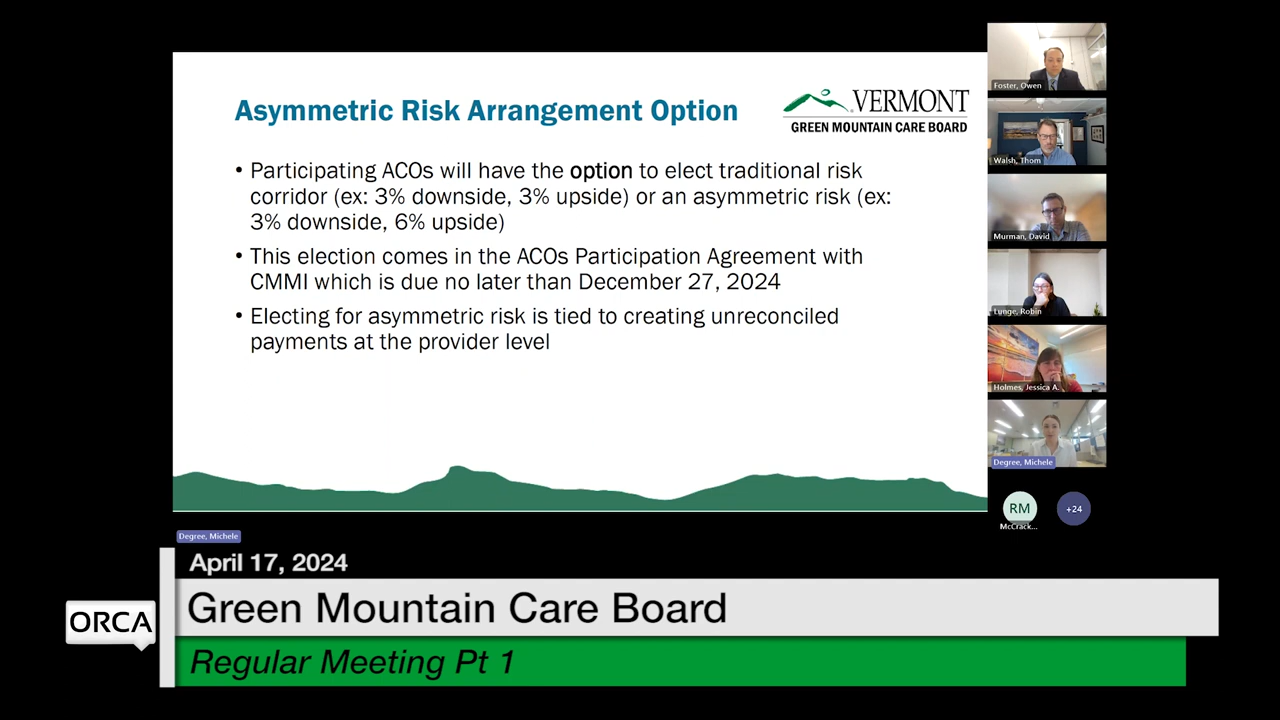 Asymmetric Risk Arrangement Option
VERMONT
GREEN MOUNTAIN CARE BOARD
• Participating ACOs will have the option to elect traditional risk
corridor (ex: 3% downside, 3% upside) or an asymmetric risk (ex:
3% downside, 6% upside)
• This election comes in the ACOs Participation Agreement with
CMMI which is due no later than December 27, 2024
• Electing for asymmetric risk is tied to creating unreconciled
payments at the provider level
Foster, Owen
Walsh, Thom
Murman, David
Lunge, Robin
Holmes, Jessica A.
Degree, Michele
RM
McCrack...
+24
Degree, Michele
April 17, 2024
ORCA
Green Mountain Care Board
Regular Meeting Pt 1